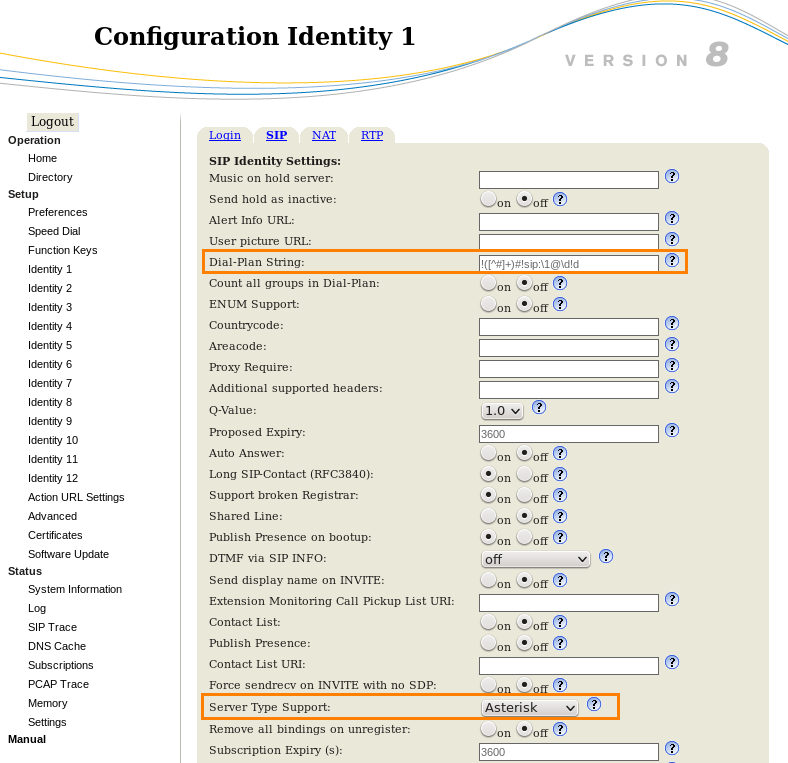 Configuration Identity 1
VERSION 8
Logout
Operation
Home
Directory
Setup
Preferences
Speed Dial
Function Keys
Identity 1
Identity 2
Identity 3
Identity 4
Identity 5
Identity 6
Identity 7
Identity 8
Identity 9
Identity 10
Identity 11
Identity 12
Action URL Settings
Advanced
Certificates
Software Update
Status
System Information
Log
SIP Trace
DNS Cache
Subscriptions
PCAP Trace
Memory
Settings
Manual
Login SIP NAT RTP
SIP Identity Settings:
Music on hold server: ?
Send hold as inactive: on off ?
Alert Info URL: ?
User picture URL: ?
Dial-Plan String: !([^#]+)#!sip:\1@\d!d ?
Count all groups in Dial-Plan: on off ?
ENUM Support: on off ?
Countrycode: ?
Areacode: ?
Proxy Require: ?
Additional supported headers: ?
Q-Value: 1.0 ?
Proposed Expiry: 3600 ?
Auto Answer: on off ?
Long SIP-Contact (RFC3840): on off ?
Support broken Registrar: on off ?
Shared Line: on off ?
Publish Presence on bootup: on off ?
DTMF via SIP INFO: off ?
Send display name on INVITE: on off ?
Extension Monitoring Call Pickup List URI: ?
Contact List: on off ?
Publish Presence: on off ?
Contact List URI: ?
Force sendrecv on INVITE with no SDP: on off ?
Server Type Support: Asterisk ?
Remove all bindings on unregister: on off ?
Subscription Expiry (s): 3600 ?